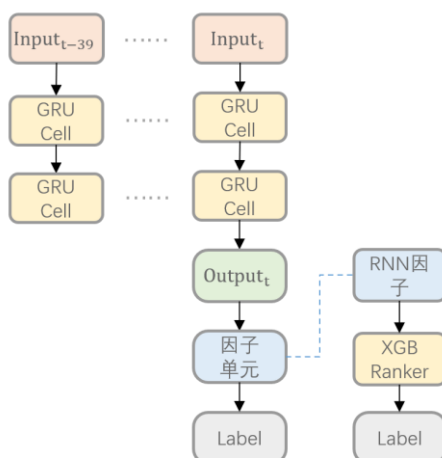 Input_{t−39} ...... Input_t
GRU
Cell
GRU
Cell
......
GRU
Cell
GRU
Cell
......
Output_t
RNN因
子
因子
单元
XGB
Ranker
Label
Label